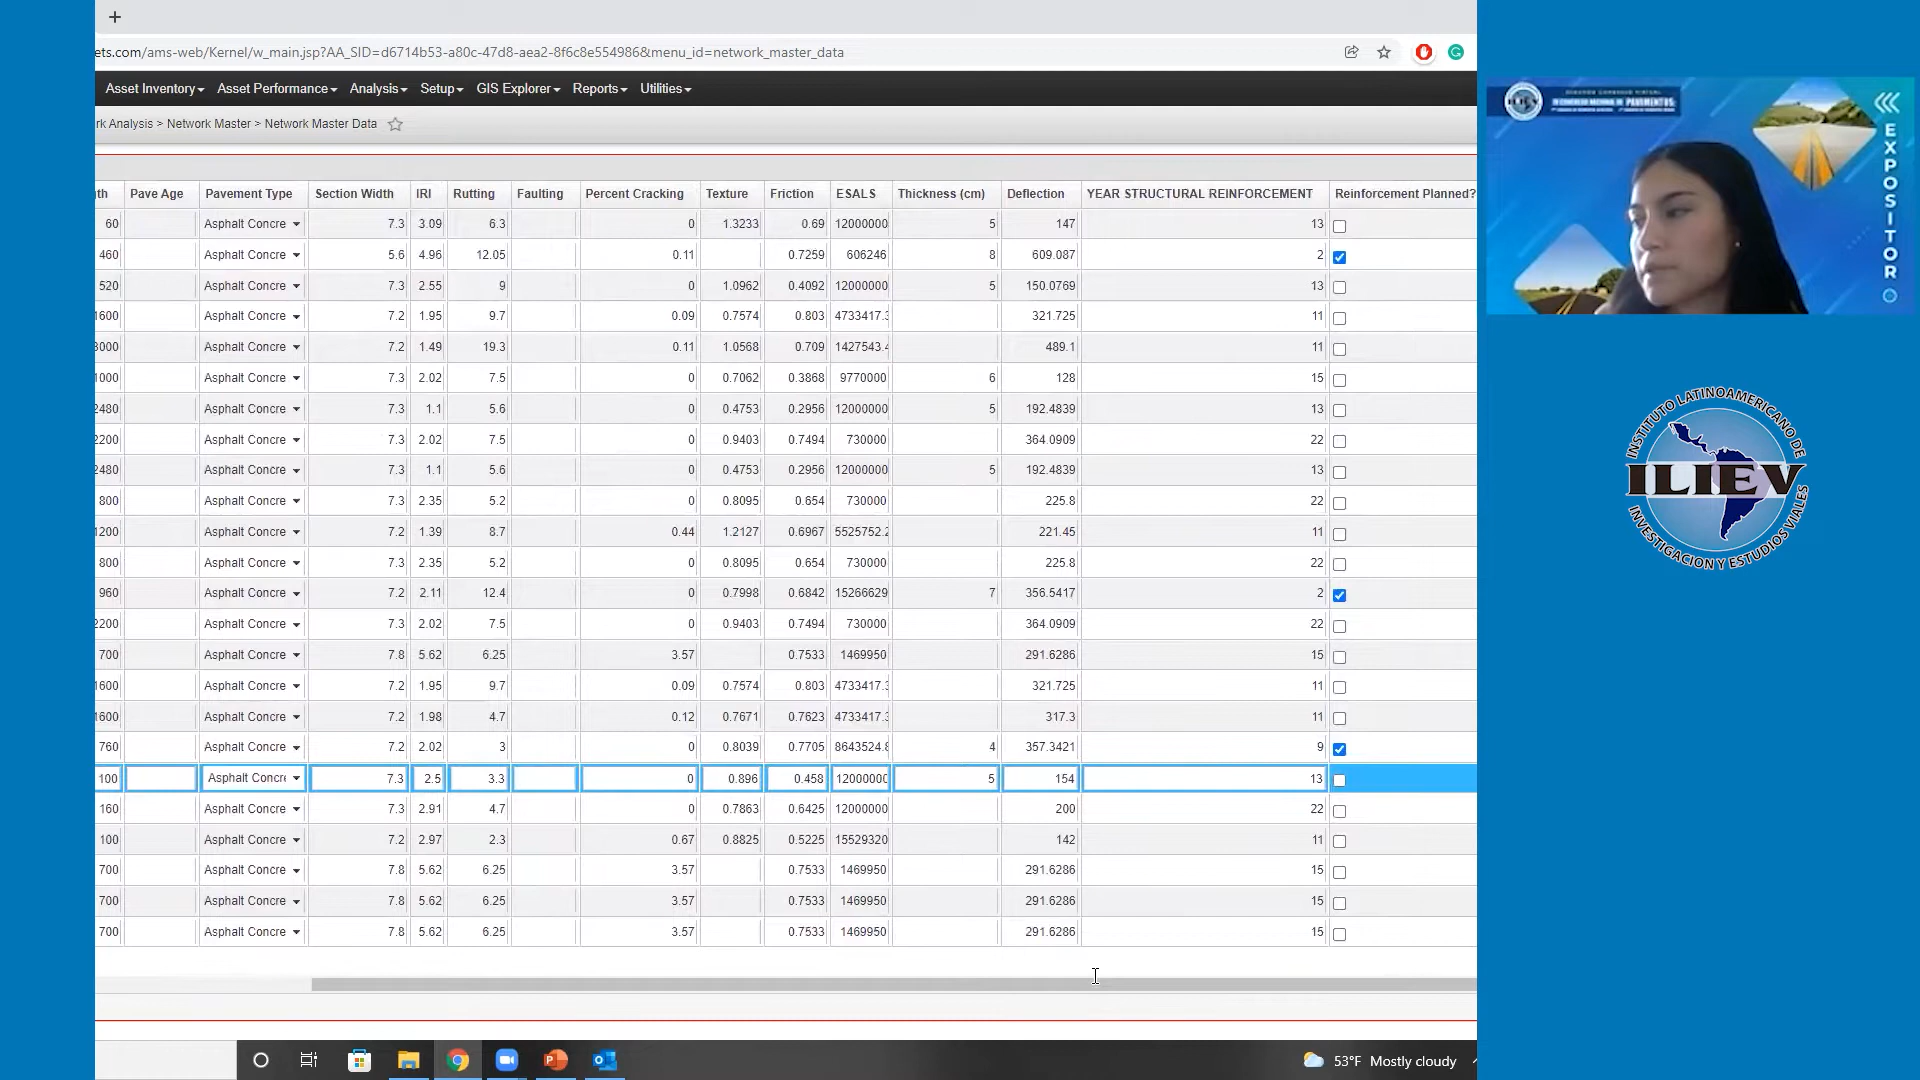 +
ets.com/ams-web/Kernel/w_main.jsp?AA_SID=d6714b53-a80c-47d8-aea2-8f6c8e554986&menu_id=network_master_data
Asset Inventory Asset Performance Analysis Setup GIS Explorer Reports Utilities
rk Analysis > Network Master > Network Master Data
th Pave Age Pavement Type Section Width IRI Rutting Faulting Percent Cracking Texture Friction ESALS Thickness (cm) Deflection YEAR STRUCTURAL REINFORCEMENT Reinforcement Planned?
60 Asphalt Concre 7.3 3.09 6.3 0 1.3233 0.69 12000000 5 147 13
460 Asphalt Concre 5.6 4.96 12.05 0.11 0.7259 606246 8 609.087 2
520 Asphalt Concre 7.3 2.55 9 0 1.0962 0.4092 12000000 5 150.0769 13
1600 Asphalt Concre 7.2 1.95 9.7 0.09 0.7574 0.803 4733417.3 321.725 11
3000 Asphalt Concre 7.2 1.49 19.3 0.11 1.0568 0.709 1427543.4 489.1 11
1000 Asphalt Concre 7.3 2.02 7.5 0 0.7062 0.3868 9770000 6 128 15
2480 Asphalt Concre 7.3 1.1 5.6 0 0.4753 0.2956 12000000 5 192.4839 13
2200 Asphalt Concre 7.3 2.02 7.5 0 0.9403 0.7494 730000 364.0909 22
2480 Asphalt Concre 7.3 1.1 5.6 0 0.4753 0.2956 12000000 5 192.4839 13
800 Asphalt Concre 7.3 2.35 5.2 0 0.8095 0.654 730000 225.8 22
1200 Asphalt Concre 7.2 1.39 8.7 0.44 1.2127 0.6967 5525752.2 221.45 11
800 Asphalt Concre 7.3 2.35 5.2 0 0.8095 0.654 730000 225.8 22
960 Asphalt Concre 7.2 2.11 12.4 0 0.7998 0.6842 15266629 7 356.5417 2
2200 Asphalt Concre 7.3 2.02 7.5 0 0.9403 0.7494 730000 364.0909 22
700 Asphalt Concre 7.8 5.62 6.25 3.57 0.7533 1469950 291.6286 15
1600 Asphalt Concre 7.2 1.95 9.7 0.09 0.7574 0.803 4733417.3 321.725 11
1600 Asphalt Concre 7.2 1.98 4.7 0.12 0.7671 0.7623 4733417.3 317.3 11
760 Asphalt Concre 7.2 2.02 3 0 0.8039 0.7705 8643524.8 4 357.3421 9
100 Asphalt Concre 7.3 2.5 3.3 0 0.896 0.458 12000000 5 154 13
160 Asphalt Concre 7.3 2.91 4.7 0 0.7863 0.6425 12000000 200 22
100 Asphalt Concre 7.2 2.97 2.3 0.67 0.8825 0.5225 15529320 142 11
700 Asphalt Concre 7.8 5.62 6.25 3.57 0.7533 1469950 291.6286 15
700 Asphalt Concre 7.8 5.62 6.25 3.57 0.7533 1469950 291.6286 15
700 Asphalt Concre 7.8 5.62 6.25 3.57 0.7533 1469950 291.6286 15
53°F Mostly cloudy
ILIEV
EXPOSITOR
INSTITUTO LATINOAMERICANO DE
ILIEV
INVESTIGACION Y ESTUDIOS VIALES